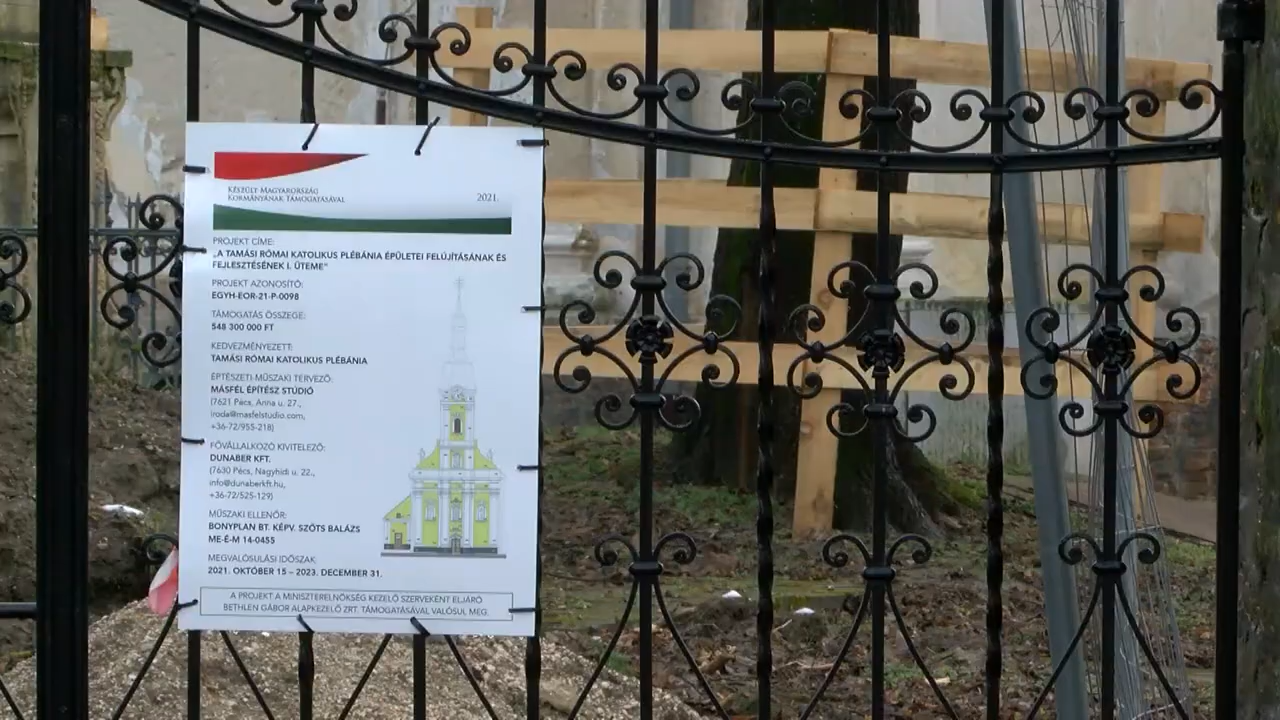 KÉSZÜLT MAGYARORSZÁG
KORMÁNYÁNAK TÁMOGATÁSÁVAL
2021.
PROJEKT CÍME:
„A TAMÁSI RÓMAI KATOLIKUS PLÉBÁNIA ÉPÜLETEI FELÚJÍTÁSÁNAK ÉS
FEJLESZTÉSÉNEK I. ÜTEME"
PROJEKT AZONOSÍTÓ:
EGYH-EOR-21-P-0098
TÁMOGATÁS ÖSSZEGE:
548 300 000 FT
KEDVEZMÉNYEZETT:
TAMÁSI RÓMAI KATOLIKUS PLÉBÁNIA
ÉPTÉSZETI MŰSZAKI TERVEZŐ:
MÁSFÉL ÉPÍTÉSZ STÚDIÓ
(7621 Pécs, Anna u. 27.,
iroda@masfelstudio.com,
+36-72/955-218)
FŐVÁLLALKOZÓ KIVITELEZŐ:
DUNABER KFT.
(7630 Pécs, Nagyhídi u. 22.,
info@dunaberkft.hu,
+36-72/525-129)
MŰSZAKI ELLENŐR:
BONYPLAN BT. KÉPV. SZŐTS BALÁZS
ME-É-M 14-0455
MEGVALÓSULÁSI IDŐSZAK:
2021. OKTÓBER 15 – 2023. DECEMBER 31.
A PROJEKT A MINISZTERELNÖKSÉG KEZELŐ SZERVEKÉNT ELJÁRÓ
BETHLEN GÁBOR ALAPKEZELŐ ZRT. TÁMOGATÁSÁVAL VALÓSUL MEG.